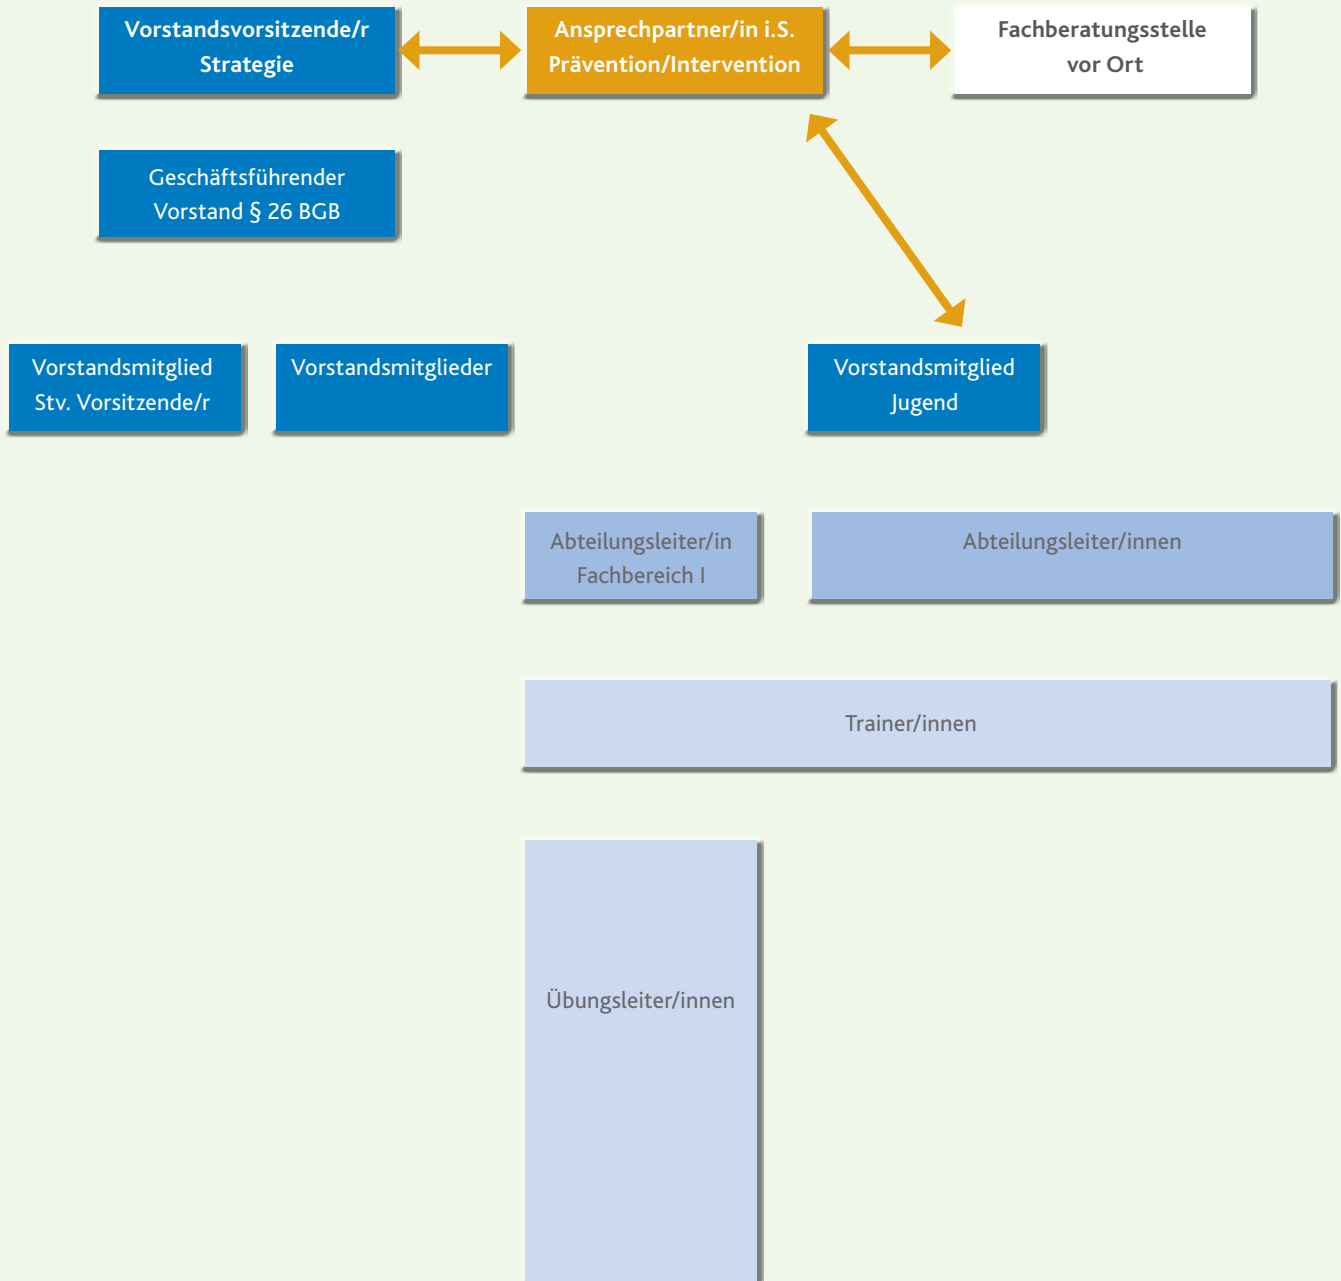 Vorstandsvorsitzende/r
Strategie
Ansprechpartner/in i.S.
Prävention/Intervention
Fachberatungsstelle
vor Ort
Geschäftsführender
Vorstand § 26 BGB
Vorstandsmitglied
Stv. Vorsitzende/r
Vorstandsmitglieder
Vorstandsmitglied
Jugend
Abteilungsleiter/in
Fachbereich I
Abteilungsleiter/innen
Trainer/innen
Übungsleiter/innen